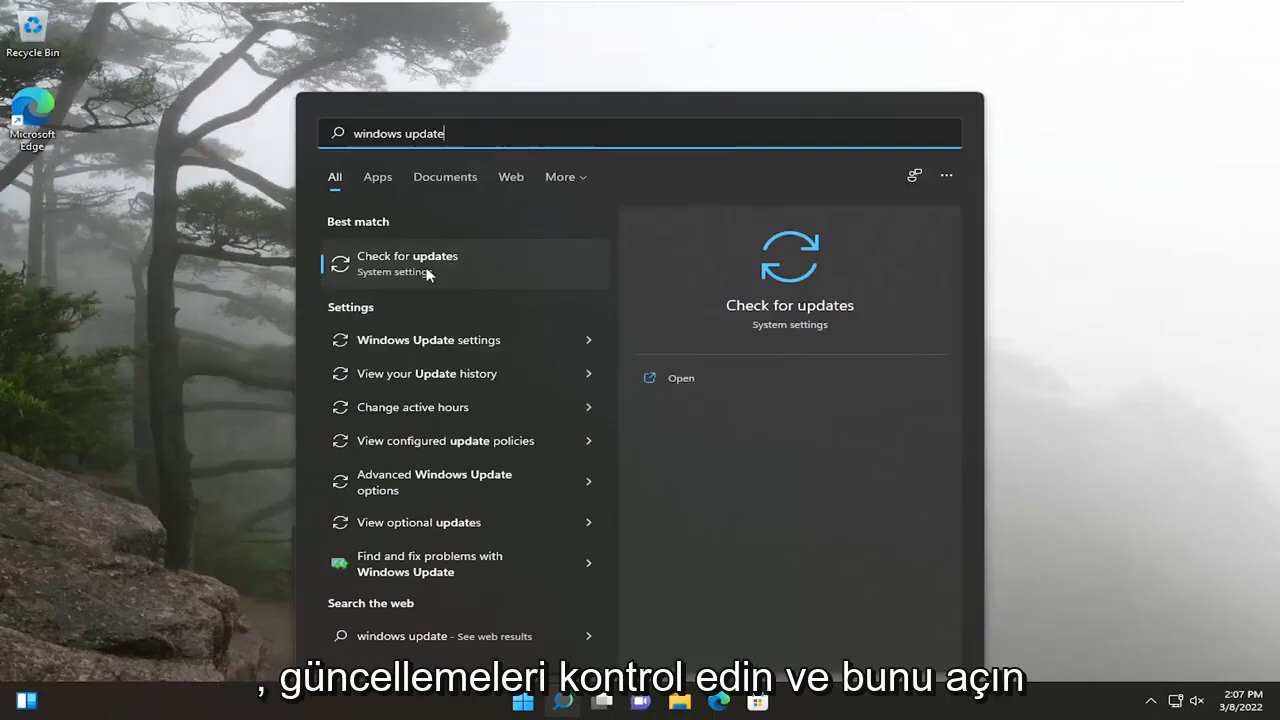 Recycle Bin
Microsoft
Edge
windows update
All
Apps
Documents
Web
More
Best match
Check for updates
System settings
Settings
Windows Update settings
View your Update history
Change active hours
View configured update policies
Advanced Windows Update
options
View optional updates
Find and fix problems with
Windows Update
Search the web
windows update - See web results
Check for updates
System settings
Open
, güncellemeleri kontrol edin ve bunu açın
2:07 PM
3/8/2022